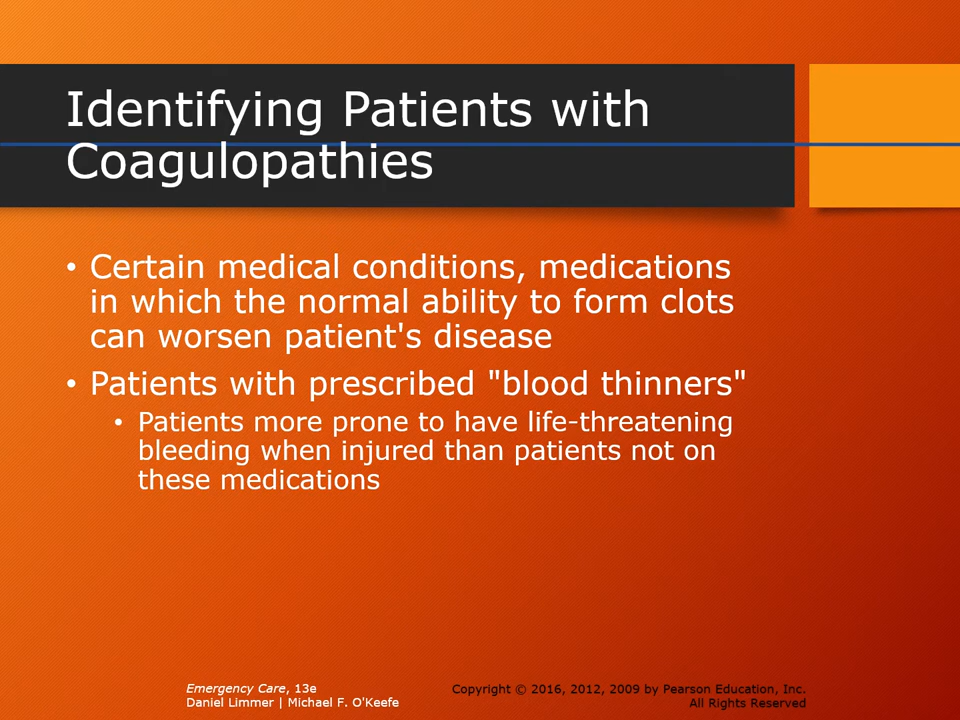 Identifying Patients with
Coagulopathies
• Certain medical conditions, medications
in which the normal ability to form clots
can worsen patient's disease
• Patients with prescribed "blood thinners"
• Patients more prone to have life-threatening
bleeding when injured than patients not on
these medications
Emergency Care, 13e
Daniel Limmer | Michael F. O'Keefe
Copyright © 2016, 2012, 2009 by Pearson Education, Inc.
All Rights Reserved